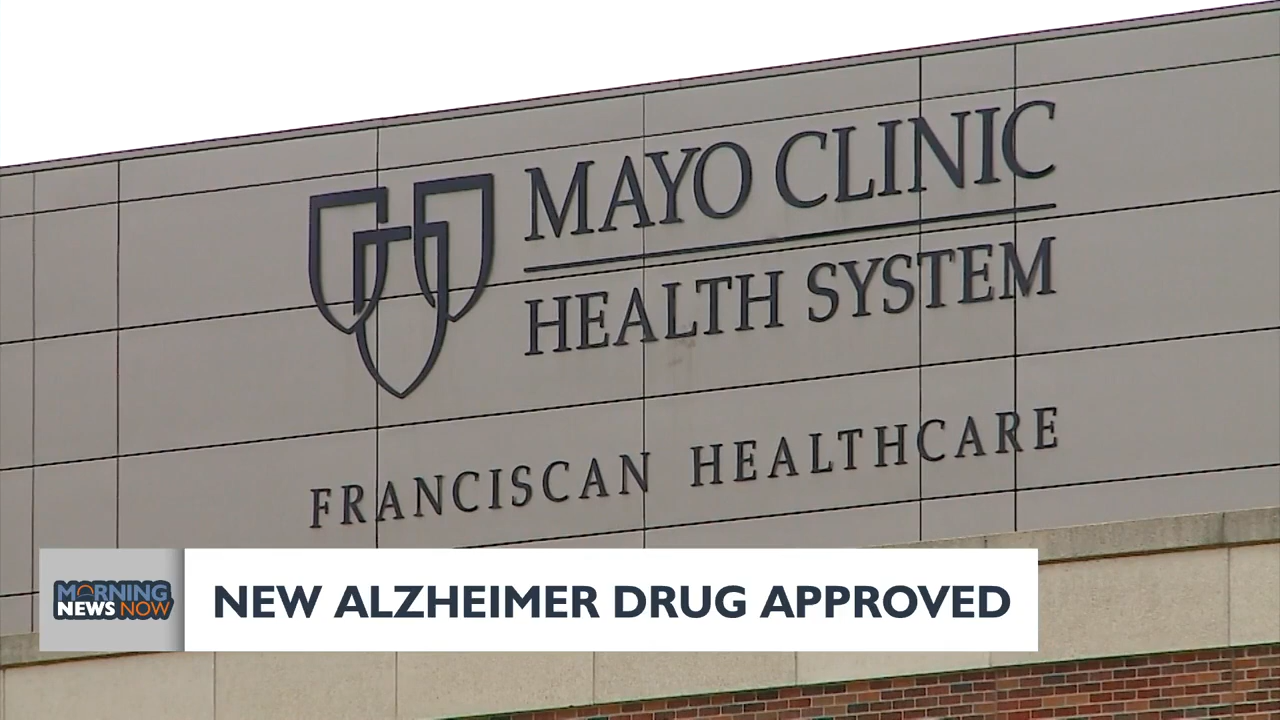 MAYO CLINIC
HEALTH SYSTEM
FRANCISCAN HEALTHCARE
MORNING
NEWS NOW
NEW ALZHEIMER DRUG APPROVED